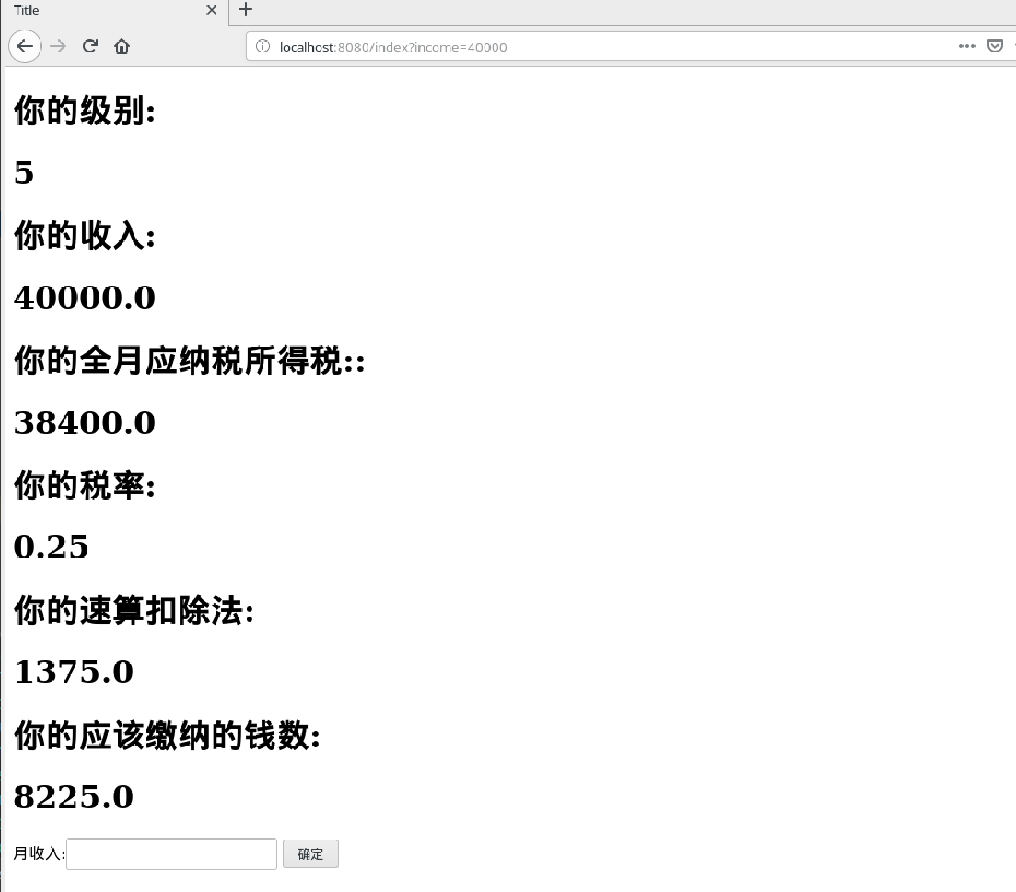 Title
localhost:8080/index?income=40000
你的级别:
5
你的收入:
40000.0
你的全月应纳税所得税::
38400.0
你的税率:
0.25
你的速算扣除法:
1375.0
你的应该缴纳的钱数:
8225.0
月收入: 确定